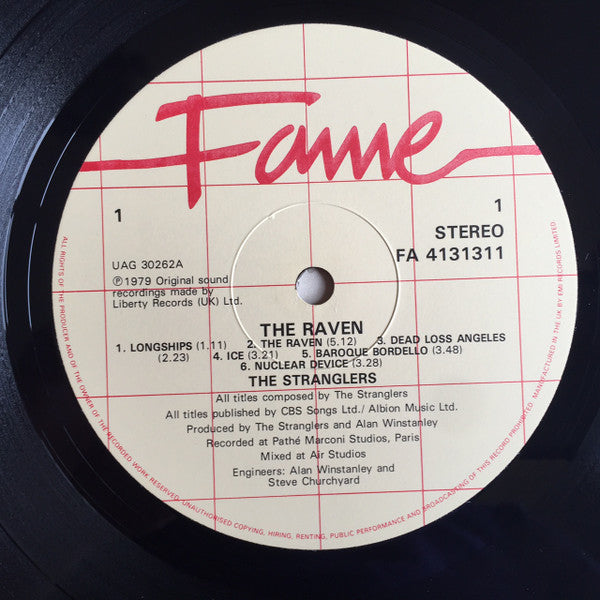 Fame
1
1
STEREO
FA 4131311
UAG 30262A
Ⓟ1979 Original sound
recordings made by
Liberty Records (UK) Ltd.
THE RAVEN
1. LONGSHIPS (1.11) 2. THE RAVEN (5.12) 3. DEAD LOSS ANGELES
(2.23) 4. ICE (3.21) 5. BAROQUE BORDELLO (3.48)
6. NUCLEAR DEVICE (3.28)
THE STRANGLERS
All titles composed by The Stranglers
All titles published by CBS Songs Ltd./ Albion Music Ltd.
Produced by The Stranglers and Alan Winstanley
Recorded at Pathé Marconi Studios, Paris
Mixed at Air Studios
Engineers: Alan Winstanley and
Steve Churchyard
ALL RIGHTS OF THE PRODUCER AND OF THE OWNER OF THE RECORDED WORK RESERVED. UNAUTHORISED COPYING, HIRING, RENTING, PUBLIC PERFORMANCE AND BROADCASTING OF THIS RECORD PROHIBITED. MANUFACTURED IN THE UK BY EMI RECORDS LIMITED